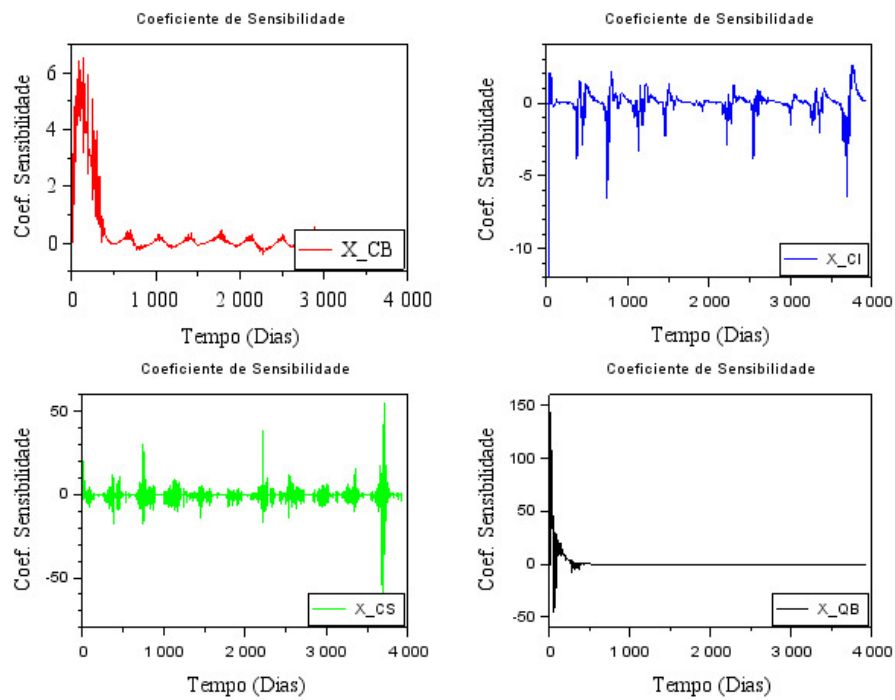 Coeficiente de Sensibilidade
Coef. Sensibilidade
6
4
2
0
0
1 000
2 000
3 000
4 000
X_CB
Tempo (Dias)
Coeficiente de Sensibilidade
Coef. Sensibilidade
0
-5
-10
0
1 000
2 000
3 000
4 000
X_CI
Tempo (Dias)
Coeficiente de Sensibilidade
Coef. Sensibilidade
50
0
-50
0
1 000
2 000
3 000
4 000
X_CS
Tempo (Dias)
Coeficiente de Sensibilidade
Coef. Sensibilidade
150
100
50
0
-50
0
1 000
2 000
3 000
4 000
X_QB
Tempo (Dias)